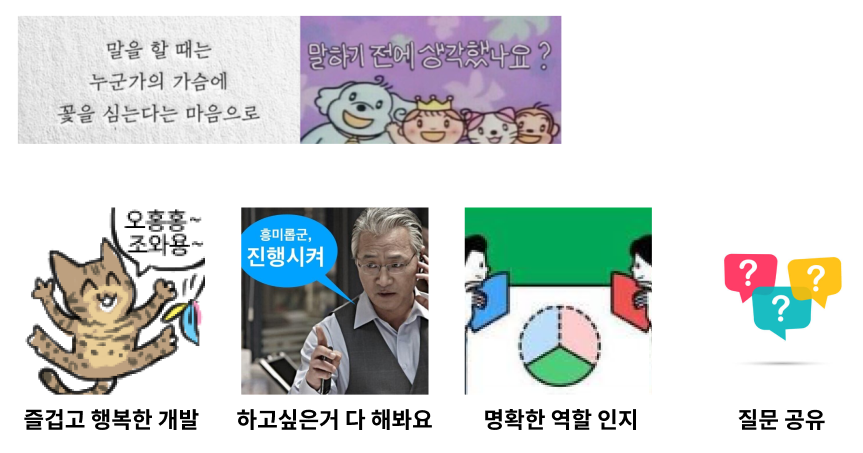 말을 할 때는
누군가의 가슴에
꽃을 심는다는 마음으로
말하기 전에 생각했나요?
오홍홍~
조와용~
흥미롭군,
진행시켜
? ? ?
즐겁고 행복한 개발
하고싶은거 다 해봐요
명확한 역할 인지
질문 공유